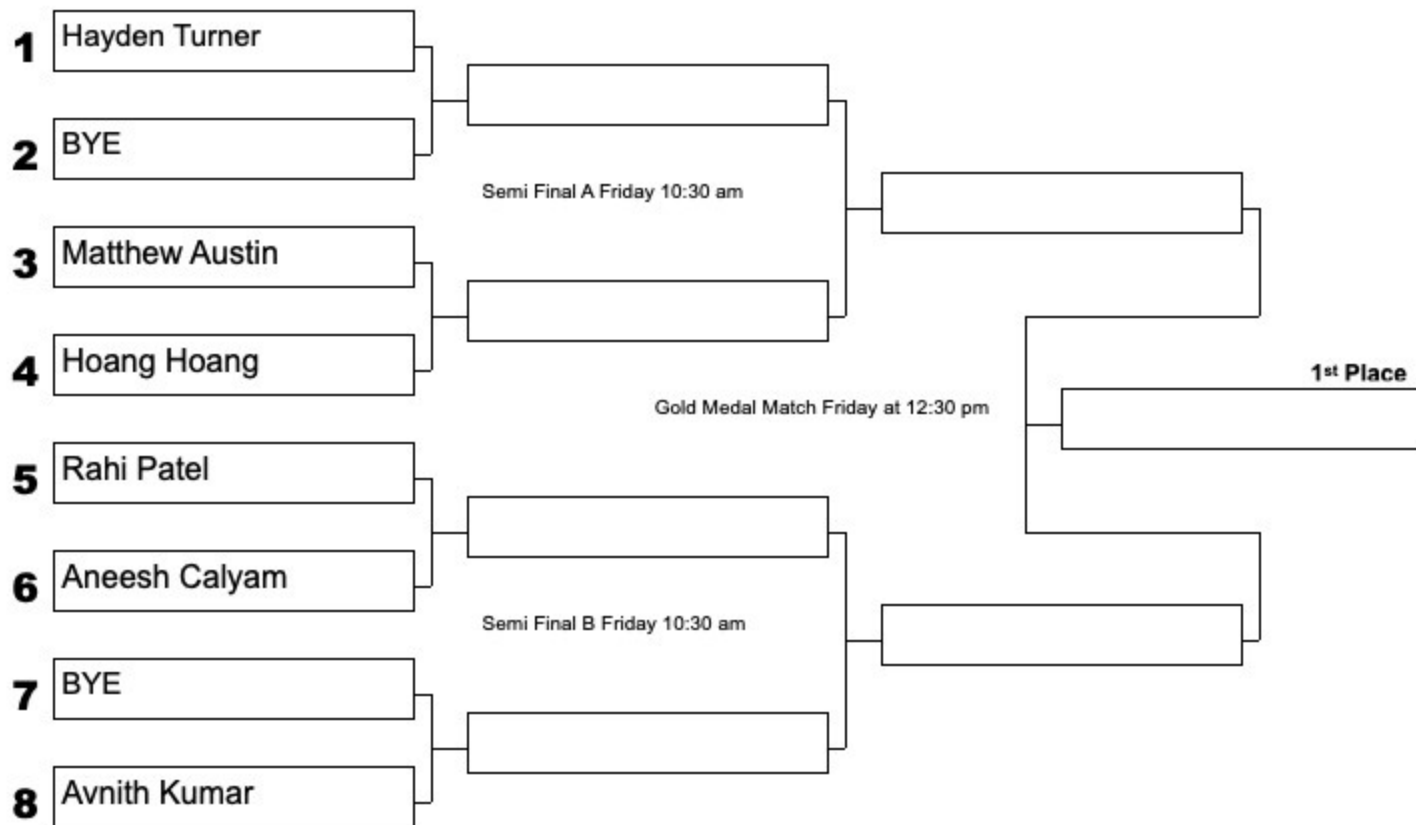 1 Hayden Turner
2 BYE
Semi Final A Friday 10:30 am
3 Matthew Austin
4 Hoang Hoang
1st Place
Gold Medal Match Friday at 12:30 pm
5 Rahi Patel
6 Aneesh Calyam
Semi Final B Friday 10:30 am
7 BYE
8 Avnith Kumar